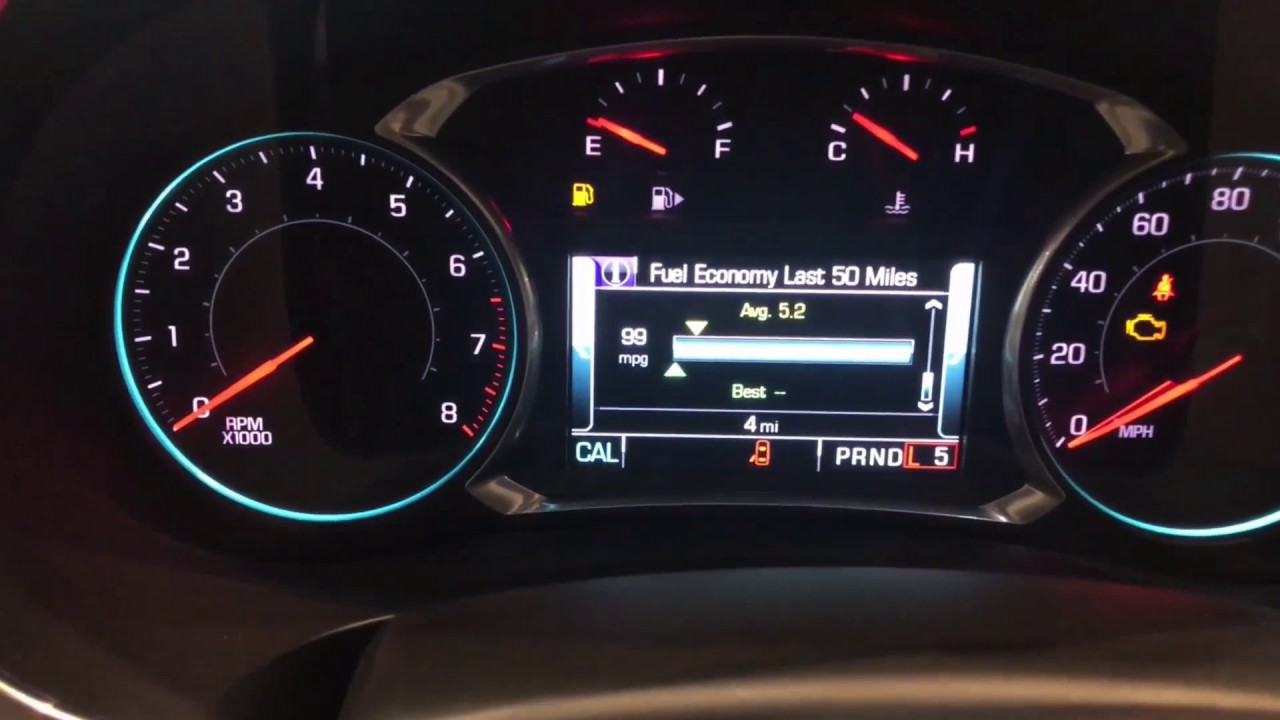 E F
C H
0 1 2 3 4 5 6 7 8
RPM
X1000
Fuel Economy Last 50 Miles
Avg. 5.2
99
mpg
Best --
4 mi
CAL
PRNDL 5
0 20 40 60 80
MPH